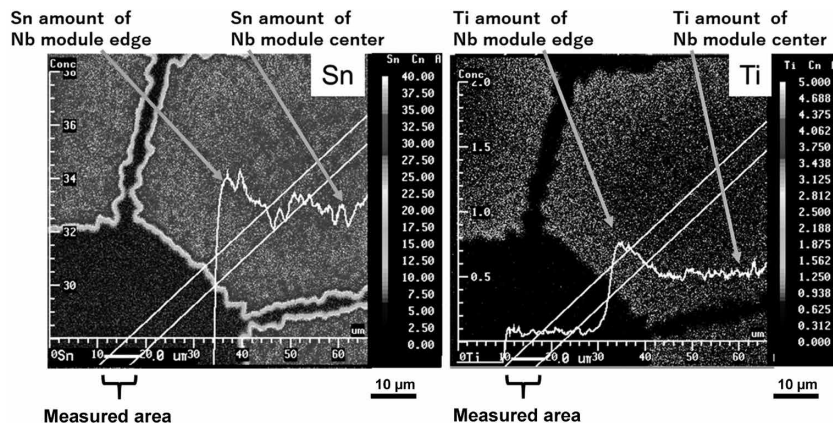 Sn amount of
Nb module edge
Sn amount of
Nb module center
Conc
Sn
38
36
34
32
30
0Sn
10
20
.0 um
30
40
50
60
um
Sn Cn
40.00
37.50
35.00
32.50
30.00
27.50
25.00
22.50
20.00
17.50
15.00
12.50
10.00
7.50
5.00
2.50
0.00
10 μm
Measured area
Ti amount of
Nb module edge
Ti amount of
Nb module center
Conc
Ti
2.0
1.5
1.0
0.5
0Ti
10
20
.0 um
30
40
50
60
um
Ti Cn
5.000
4.688
4.375
4.062
3.750
3.438
3.125
2.812
2.500
2.188
1.875
1.562
1.250
0.938
0.625
0.312
0.000
10 μm
Measured area